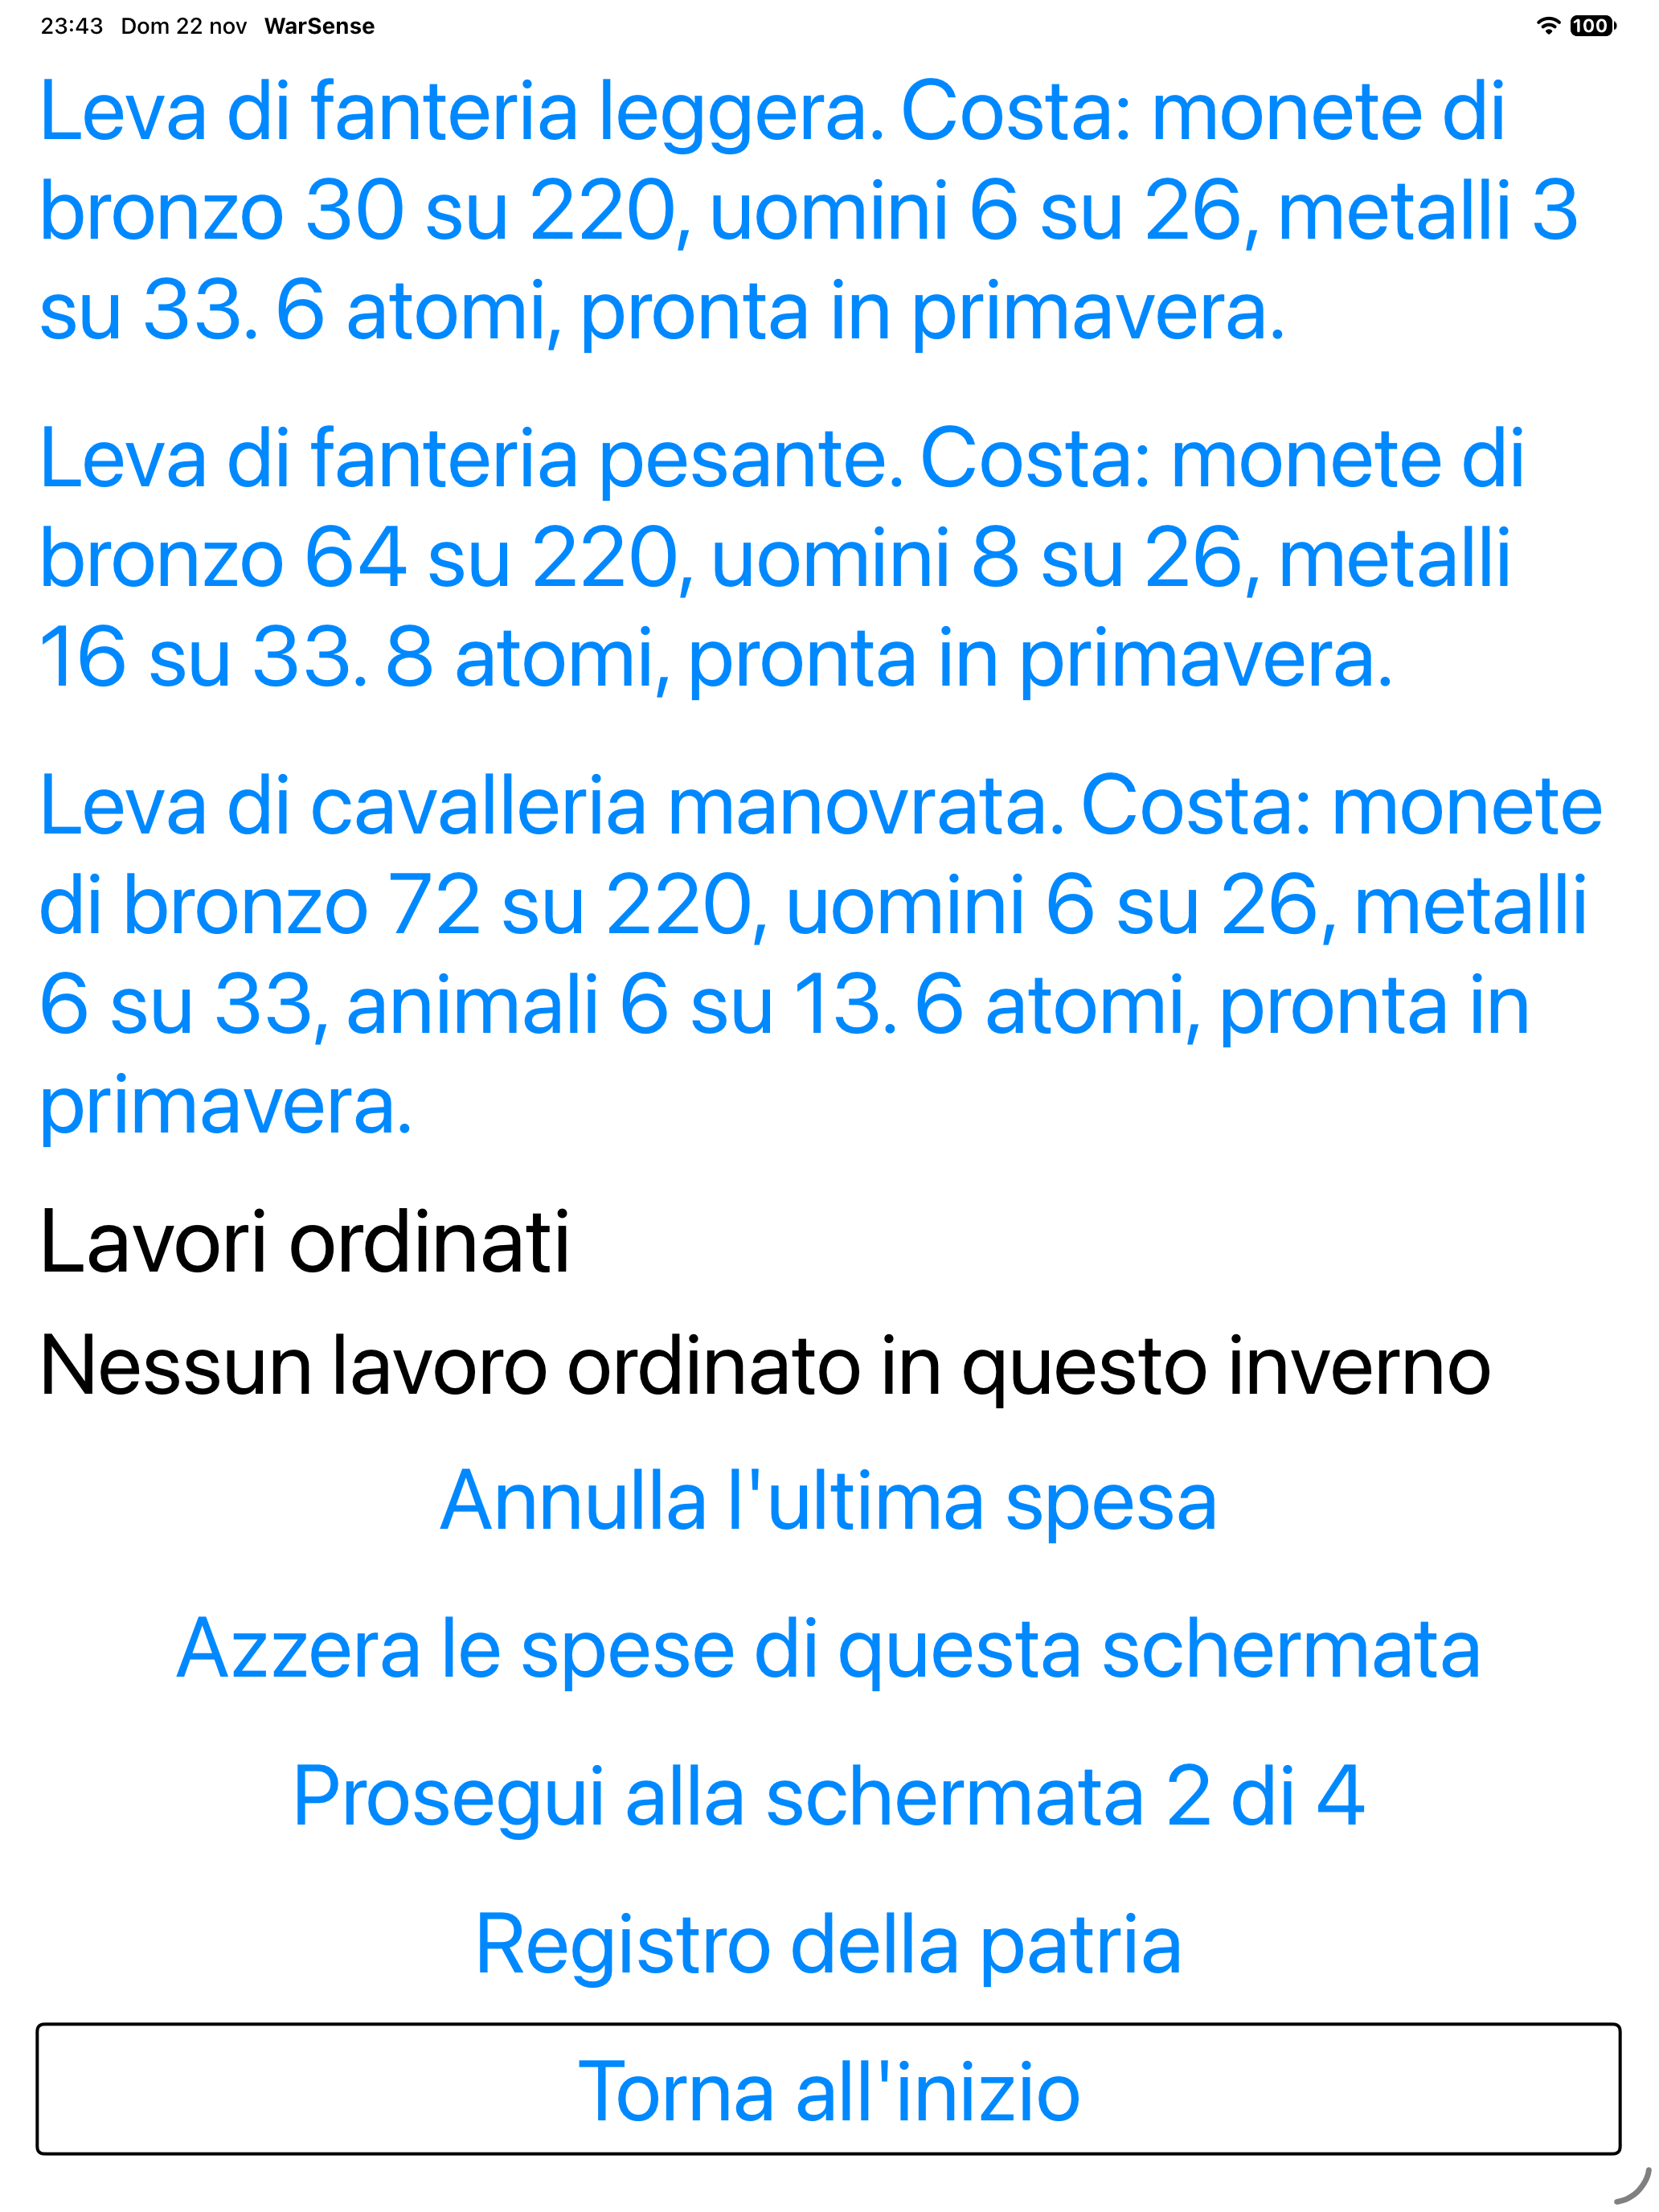 23:43 Dom 22 nov WarSense
100
Leva di fanteria leggera. Costa: monete di
bronzo 30 su 220, uomini 6 su 26, metalli 3
su 33. 6 atomi, pronta in primavera.
Leva di fanteria pesante. Costa: monete di
bronzo 64 su 220, uomini 8 su 26, metalli
16 su 33. 8 atomi, pronta in primavera.
Leva di cavalleria manovrata. Costa: monete
di bronzo 72 su 220, uomini 6 su 26, metalli
6 su 33, animali 6 su 13. 6 atomi, pronta in
primavera.
Lavori ordinati
Nessun lavoro ordinato in questo inverno
Annulla l'ultima spesa
Azzera le spese di questa schermata
Prosegui alla schermata 2 di 4
Registro della patria
Torna all'inizio